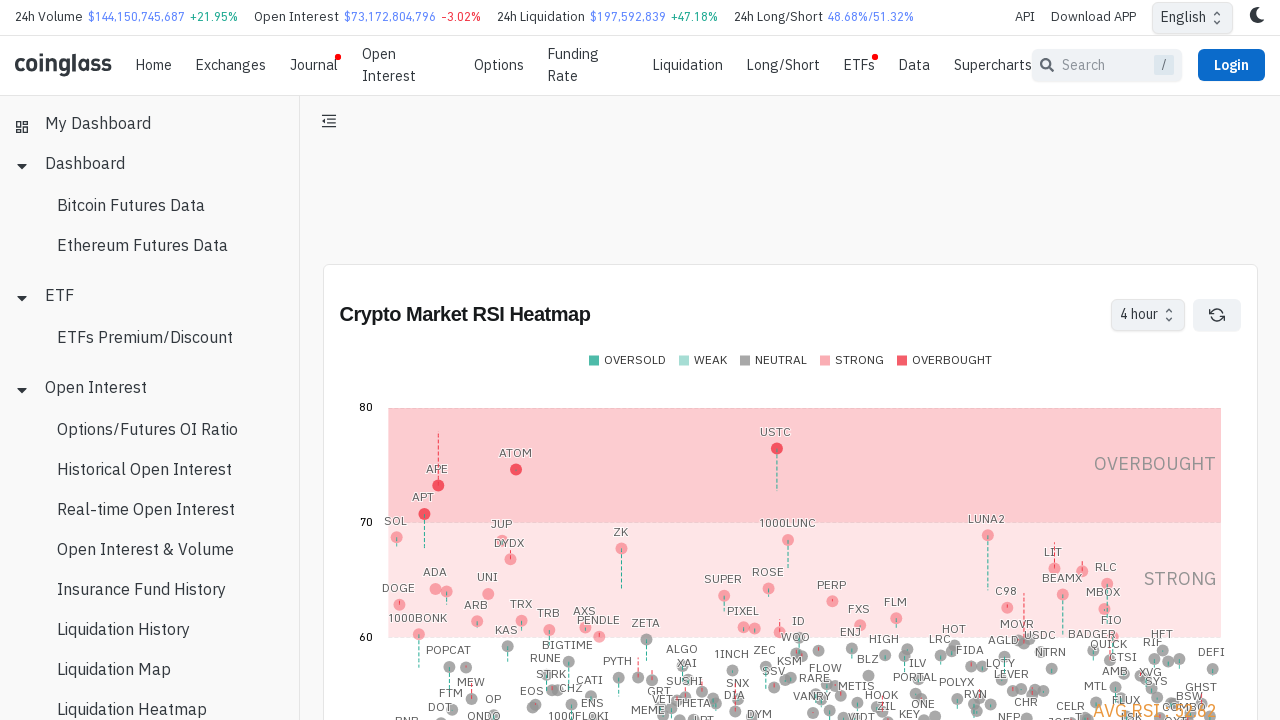 24h Volume $144,150,745,687 +21.95% Open Interest $73,172,804,796 -3.02% 24h Liquidation $197,592,839 +47.18% 24h Long/Short 48.68%/51.32% API Download APP English
coinglass Home Exchanges Journal Open Interest Options Funding Rate Liquidation Long/Short ETFs Data Supercharts Search / Login
My Dashboard
Dashboard
Bitcoin Futures Data
Ethereum Futures Data
ETF
ETFs Premium/Discount
Open Interest
Options/Futures OI Ratio
Historical Open Interest
Real-time Open Interest
Open Interest & Volume
Insurance Fund History
Liquidation History
Liquidation Map
Liquidation Heatmap
Crypto Market RSI Heatmap 4 hour
OVERSOLD WEAK NEUTRAL STRONG OVERBOUGHT
80
USTC
ATOM
OVERBOUGHT
APE
APT
70 SOL JUP 1000LUNC LUNA2
ZK
DYDX
LIT
RLC
ADA UNI SUPER ROSE BEAMX STRONG
DOGE PERP C98 MBOX
ARB TRX FLM
TRB AXS PIXEL FXS
1000BONK PENDLE ZETA ID MOVR FIO
KAS WOO ENJ HOT USDC BADGER HFT
60
BIGTIME HIGH LRC AGLD QUICK RIF
POPCAT ALGO 1INCH ZEC FIDA NTRN DEFI
RUNE PYTH XAI KSM BLZ ILV LOTY CTSI
STRK FLOW LEVER AMB XVG
MEW CATI SUSHI SNX SSV RARE METIS PORTAL POLYX MTL SYS GHST
FTM EOS CHZ GRT DIA VANRY HOOK RVN FLUX BSW
DOT OP ENS VET THETA ZIL ONE CHR CELR COMBO
ONDO 1000FLOKI MEME DYM KEY AVG RSI